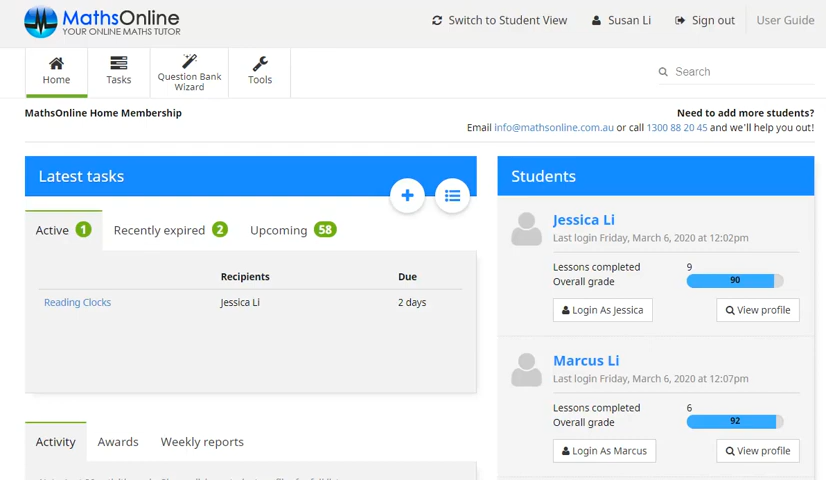 MathsOnline
YOUR ONLINE MATHS TUTOR
Switch to Student View
Susan Li
Sign out
User Guide
Home
Tasks
Question Bank
Wizard
Tools
Search
MathsOnline Home Membership
Need to add more students?
Email info@mathsonline.com.au or call 1300 88 20 45 and we'll help you out!
Latest tasks
Active 1
Recently expired 2
Upcoming 58
Recipients
Due
Reading Clocks
Jessica Li
2 days
Activity
Awards
Weekly reports
Students
Jessica Li
Last login Friday, March 6, 2020 at 12:02pm
Lessons completed 9
Overall grade 90
Login As Jessica
View profile
Marcus Li
Last login Friday, March 6, 2020 at 12:07pm
Lessons completed 6
Overall grade 92
Login As Marcus
View profile